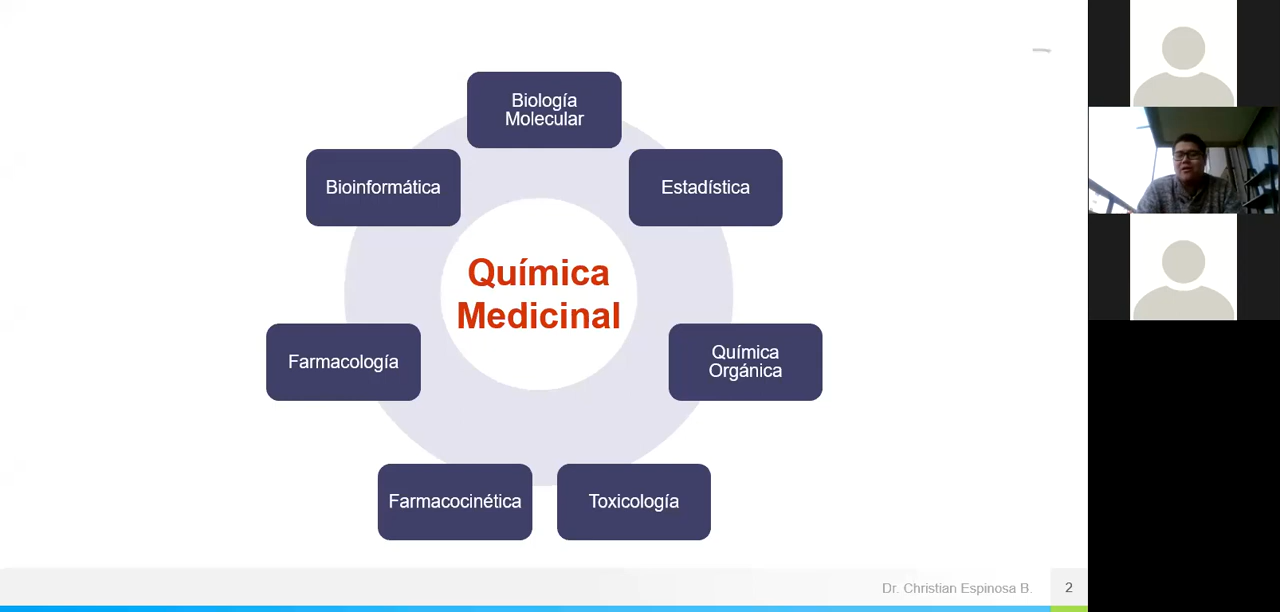 Biología
Molecular
Bioinformática
Estadística
Química
Medicinal
Farmacología
Química
Orgánica
Farmacocinética
Toxicología
Dr. Christian Espinosa B.
2